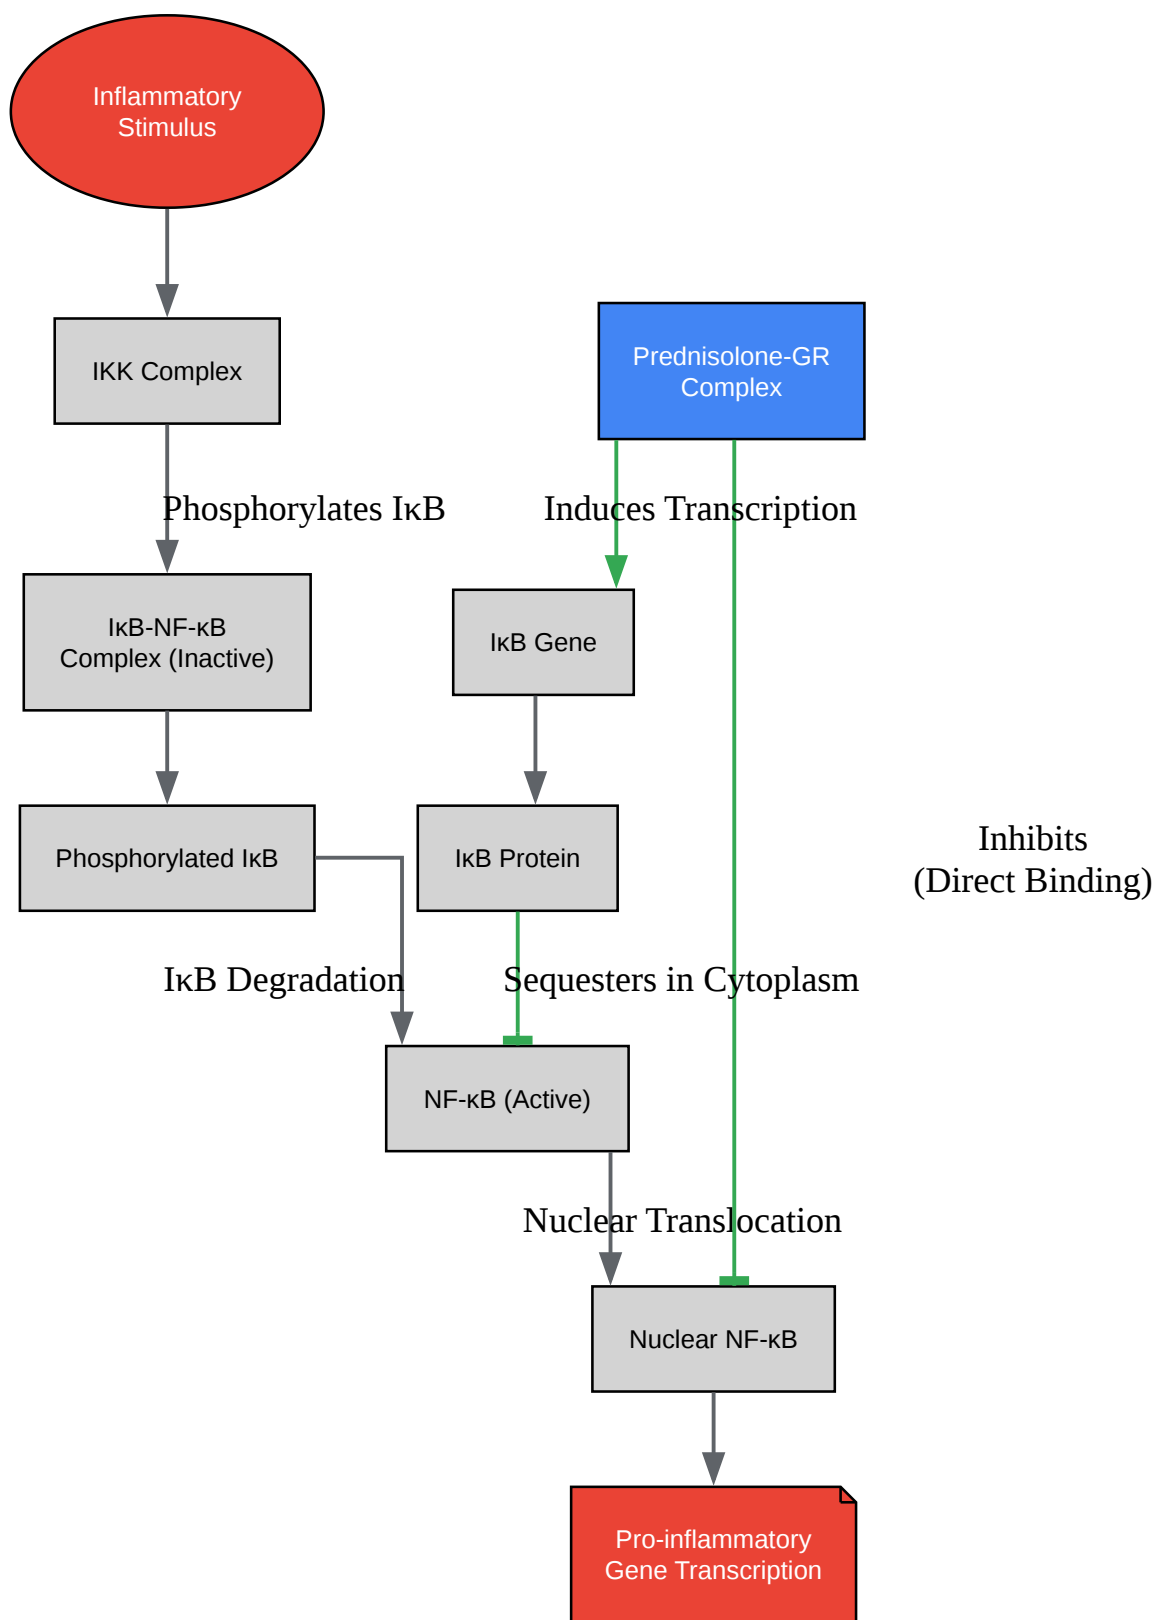 Inflammatory
Stimulus
IKK Complex
Prednisolone-GR
Complex
Phosphorylates IκB
Induces Transcription
IκB-NF-κB
Complex (Inactive)
IκB Gene
Phosphorylated IκB
IκB Protein
Inhibits
(Direct Binding)
IκB Degradation
Sequesters in Cytoplasm
NF-κB (Active)
Nuclear Translocation
Nuclear NF-κB
Pro-inflammatory
Gene Transcription